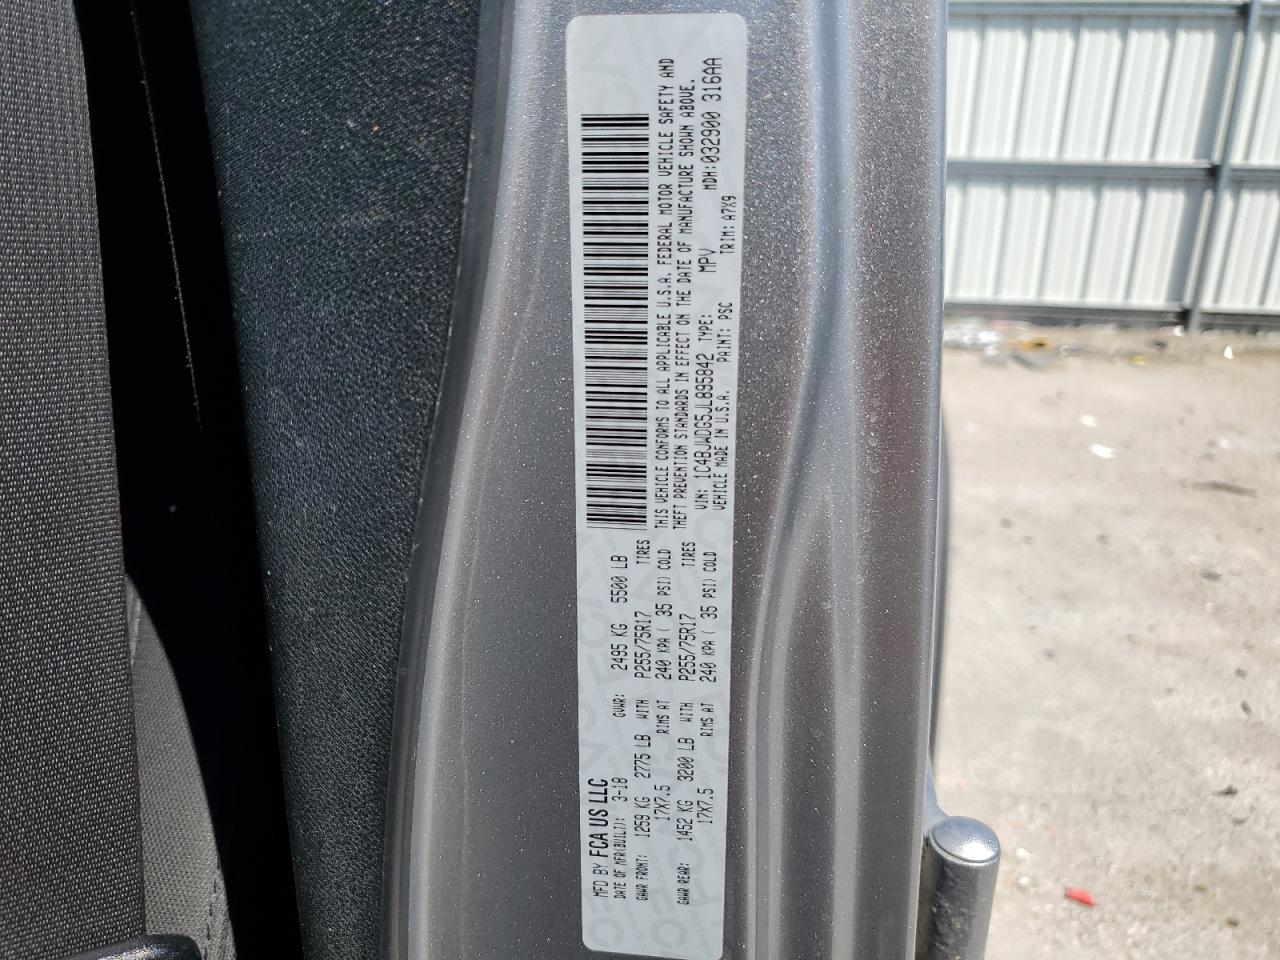 MFD BY FCA US LLC
DATE OF MFR(BUILT): 3-18 GVWR: 2495 KG 5500 LB
GAWR FRONT: 1259 KG 2775 LB WITH P255/75R17 TIRES
17X7.5 RIMS AT 240 KPA ( 35 PSI) COLD
GAWR REAR: 1452 KG 3200 LB WITH P255/75R17 TIRES
17X7.5 RIMS AT 240 KPA ( 35 PSI) COLD
THIS VEHICLE CONFORMS TO ALL APPLICABLE U.S.A. FEDERAL MOTOR VEHICLE SAFETY AND
THEFT PREVENTION STANDARDS IN EFFECT ON THE DATE OF MANUFACTURE SHOWN ABOVE.
VIN: 1C4BJWDG5JL895842 TYPE: MPV MDH:032900 316AA
VEHICLE MADE IN U.S.A. PAINT: PSC TRIM: A7X9